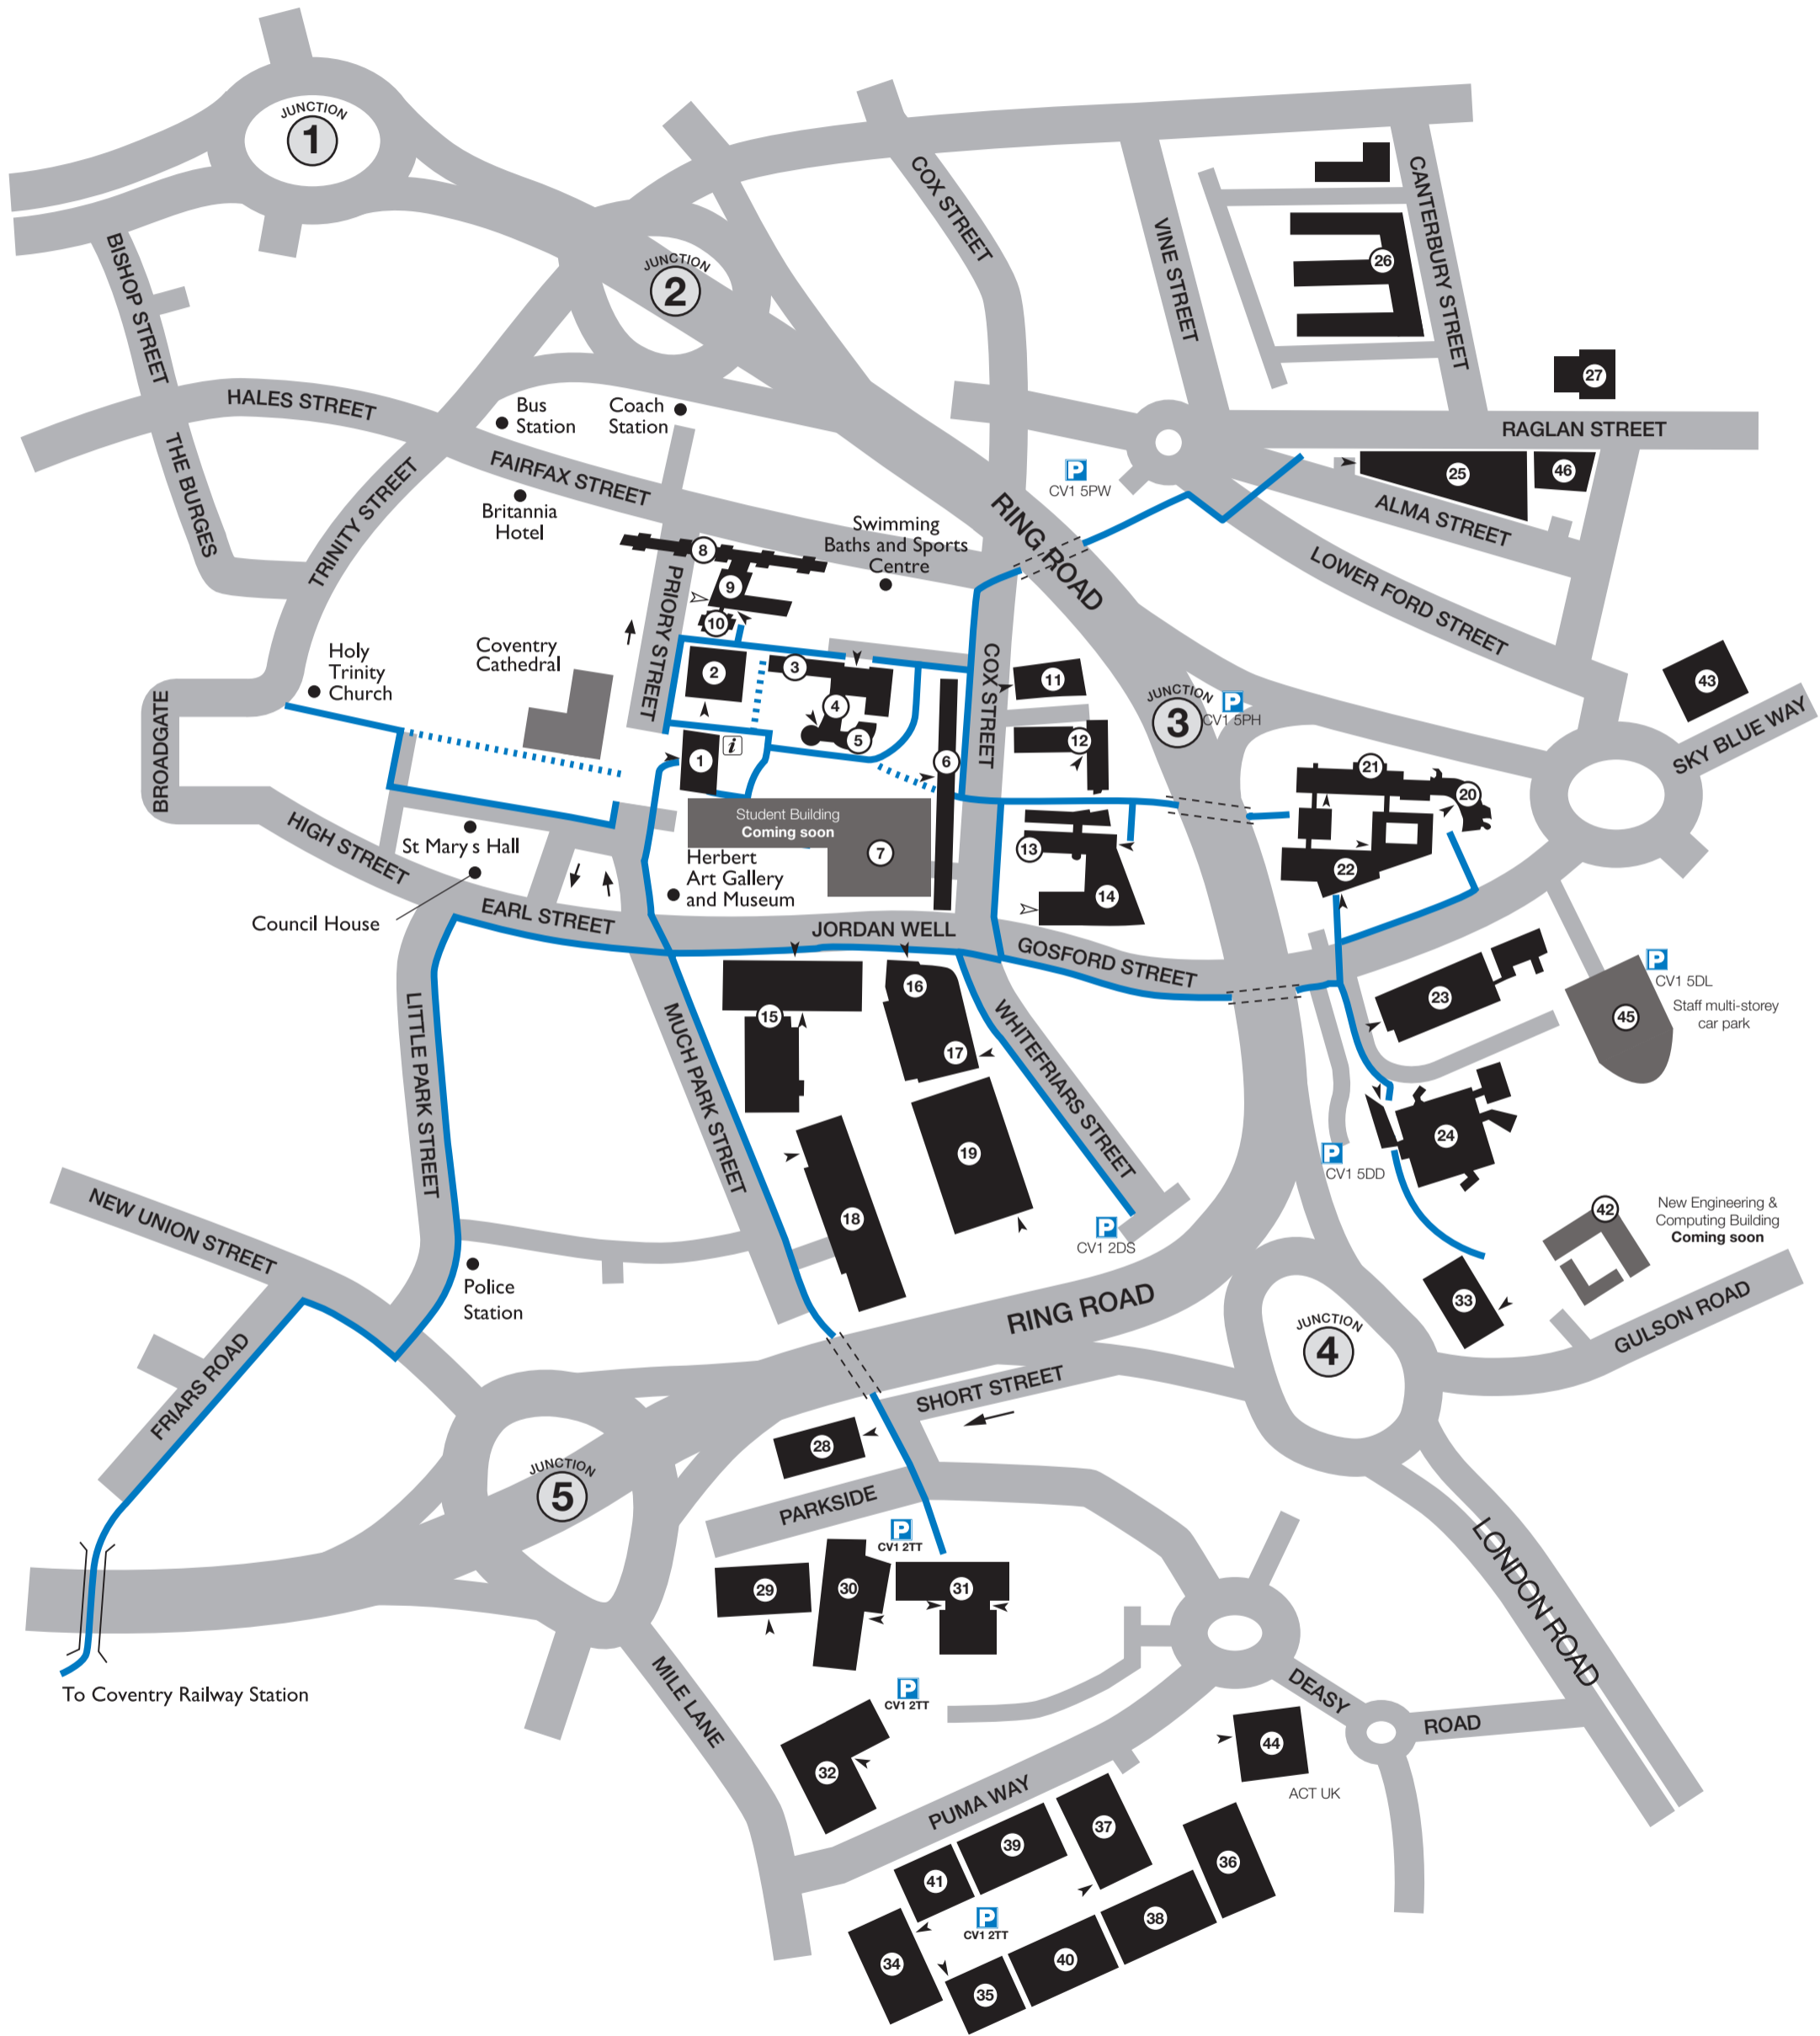 JUNCTION
1
COX STREET
CANTERBURY STREET
VINE STREET
26
BISHOP STREET
JUNCTION
2
27
HALES STREET
Bus
Station
Coach
Station
RAGLAN STREET
THE BURGES
TRINITY STREET
FAIRFAX STREET
P
CV1 5PW
25
46
ALMA STREET
Britannia
Hotel
RING ROAD
Swimming
Baths and Sports
Centre
LOWER FORD STREET
8
9
10
PRIORY STREET
Holy
Trinity
Church
Coventry
Cathedral
2
3
4
5
COX STREET
11
JUNCTION
3
P
CV1 5PH
43
SKY BLUE WAY
BROADGATE
1
i
6
12
21
20
Student Building
Coming soon
7
HIGH STREET
St Mary s Hall
Herbert
Art Gallery
and Museum
13
14
22
Council House
EARL STREET
JORDAN WELL
GOSFORD STREET
P
CV1 5DL
Staff multi-storey
car park
LITTLE PARK STREET
MUCH PARK STREET
15
16
17
WHITEFRIARS STREET
23
45
18
19
24
P
CV1 5DD
NEW UNION STREET
P
CV1 2DS
42
New Engineering &
Computing Building
Coming soon
Police
Station
RING ROAD
33
GULSON ROAD
FRIARS ROAD
JUNCTION
4
SHORT STREET
28
JUNCTION
5
PARKSIDE
P
CV1 2TT
LONDON ROAD
29
30
31
To Coventry Railway Station
MILE LANE
P
CV1 2TT
DEASY
ROAD
32
44
ACT UK
PUMA WAY
37
39
41
36
38
P
CV1 2TT
34
40
35